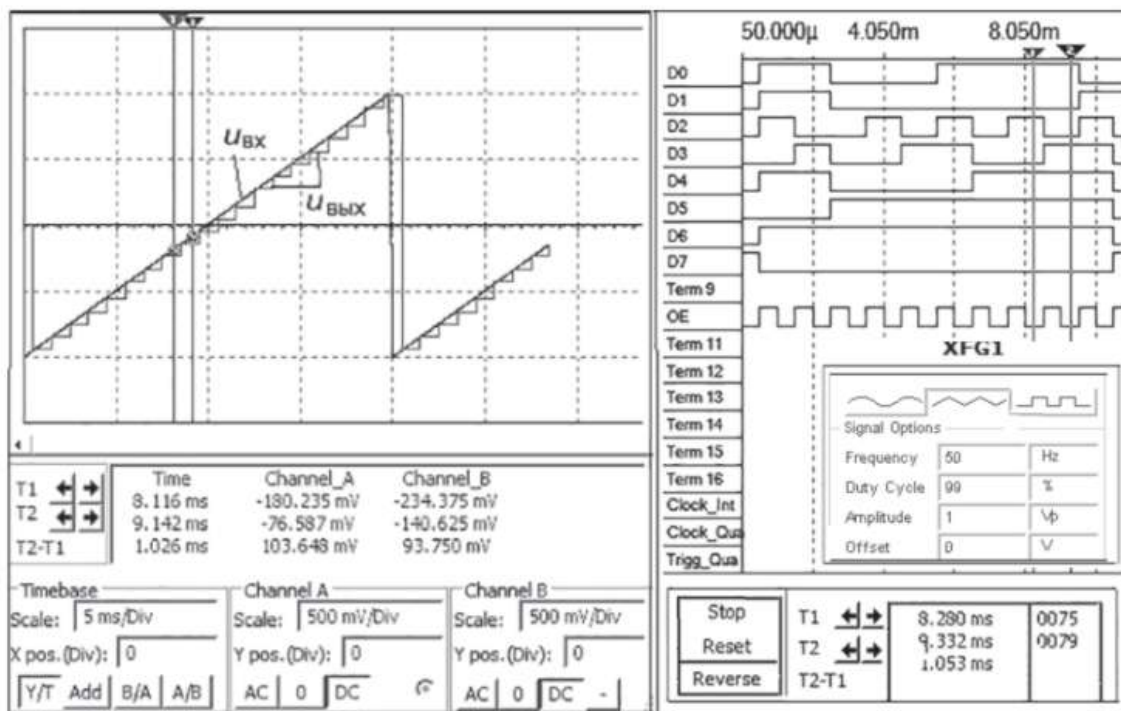 1 2
u вх
u вых
T1
T2
T2-T1
Time Channel_A Channel_B
8.116 ms -180.235 mV -234.375 mV
9.142 ms -76.587 mV -140.625 mV
1.026 ms 103.648 mV 93.750 mV
Timebase
Scale: 5 ms/Div
X pos.(Div): 0
Y/T Add B/A A/B
Channel A
Scale: 500 mV/Div
Y pos.(Div): 0
AC 0 DC
Channel B
Scale: 500 mV/Div
Y pos.(Div): 0
AC 0 DC -
50.000µ 4.050m 8.050m
D0
D1
D2
D3
D4
D5
D6
D7
Term 9
OE
Term 11
Term 12
Term 13
Term 14
Term 15
Term 16
Clock_Int
Clock_Qua
Trigg_Qua
XFG1
Signal Options
Frequency 50 Hz
Duty Cycle 99 %
Amplitude 1 Vp
Offset 0 V
Stop
Reset
Reverse
T1 8.280 ms 0075
T2 9.332 ms 0079
T2-T1 1.053 ms